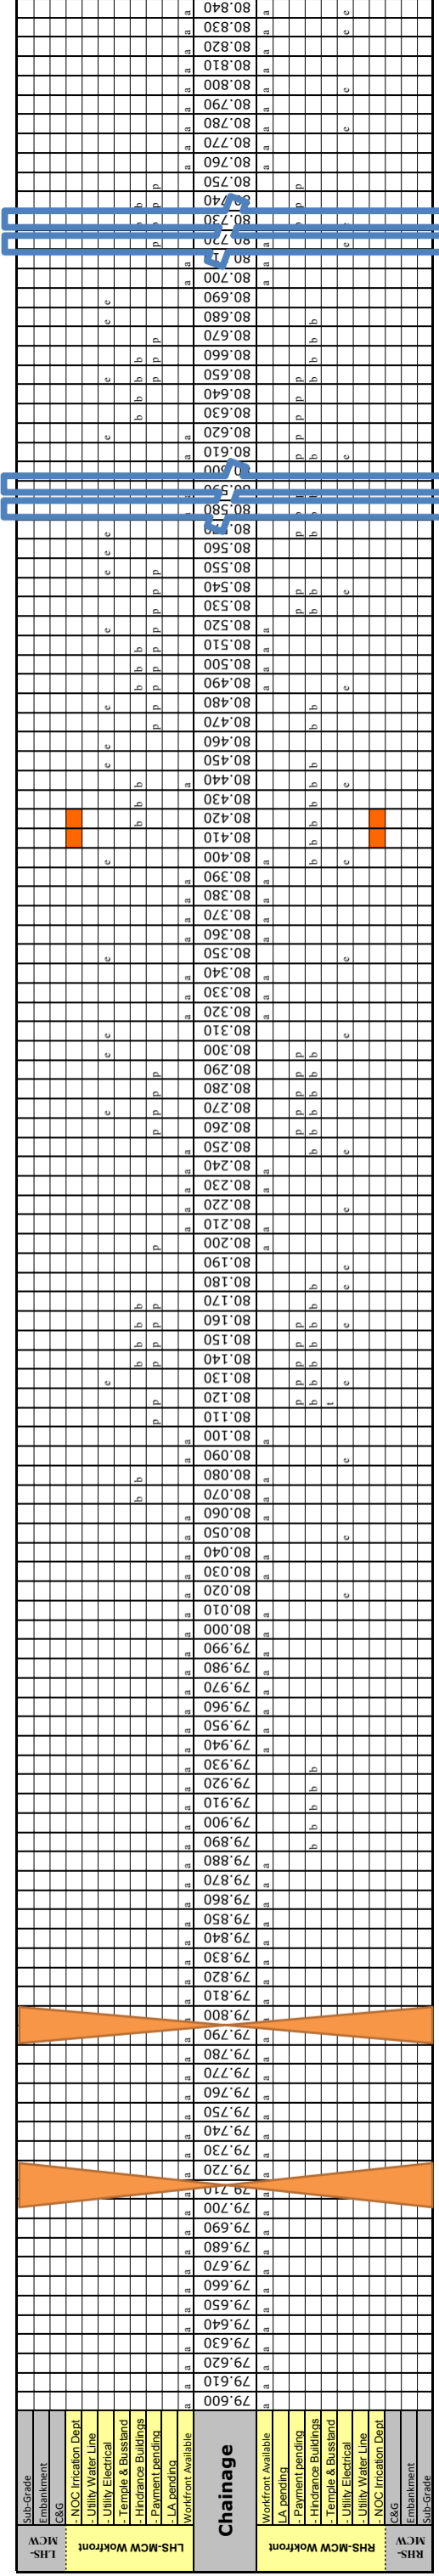 a 80.840 a e
a 80.830 a e
a 80.820
a 80.810
a 80.800 a e
a 80.790
a 80.780 a e
a 80.770 a
a 80.760 a
p 80.750 p
b p p
80.730
p a e
a a
a 80.700 a
e 80.690
e 80.680 b
p 80.670 b
b p 80.660 b
e b p 80.650 p b
b 80.640 p
b 80.630 p
e a 80.620 p
a 80.610 p b e
80.580 p b
e p b
e 80.560
e p 80.550
p 80.540 p b e
p 80.530 p b
e p 80.520 a
b p 80.510 a
b p 80.500 a
b p 80.490 a e
e p 80.480 b
p 80.470 b
e 80.460
e 80.450 b
b a 80.440 b e
b 80.430 b
b 80.420 b
80.410 b
e 80.400 a b e
a 80.390 a
a 80.380 a
a 80.370 a
a 80.360 a
e 80.350 e
a 80.340 a
a 80.330 a
a 80.320 a
e 80.310 e
e 80.300 p b
p 80.290 p b
p 80.280 p b
e p 80.270 p b
p 80.260 p b
a 80.250 b e
a 80.240 a
a 80.230 a
a 80.220 e
a 80.210 a
p 80.200 a
80.190 e
80.180 b e
b p 80.170 b
b p 80.160 p b e
b p 80.150 p b
b p 80.140 p b
e 80.130 p b e
p 80.120 p b t
p 80.110
a 80.100 a
a 80.090 e
b 80.080 a
b 80.070 a
a 80.060 a
a 80.050 e
a 80.040 a
a 80.030 a
a 80.020 e
a 80.010 a
a 80.000 a
a 79.990 a
a 79.980 a
a 79.970 a
a 79.960 a
a 79.950 a
a 79.940 a
a 79.930 b
a 79.920 b
a 79.910 b
a 79.900 b
a 79.890 b
a 79.880 a
a 79.870 a
a 79.860 a
a 79.850 a
a 79.840 a
a 79.830 a
a 79.820 a
a 79.810 a
a 79.800 a
79.790
a 79.780 a
a 79.770 a
a 79.760 a
a 79.750 a
a 79.740 a
a 79.730 a
a 79.720 a
79.710
a 79.700 a
a 79.690 a
a 79.680 a
a 79.670 a
a 79.660 a
a 79.650 a
a 79.640 a
a 79.630 a
a 79.620 a
a 79.610 a
a 79.600 a
LHS-MCW
Sub-Grade
Embankment
C&G
LHS-MCW Wokfront
- NOC Irrication Dept
- Utility Water Line
- Utility Electrical
- Temple & Busstand
- Hindrance Buildings
- Payment pending
- LA pending
Workfront Available
Chainage
RHS-MCW Wokfront
Workfront Available
LA pending
- Payment pending
- Hindrance Buildings
- Temple & Busstand
- Utility Electrical
- Utility Water Line
- NOC Irrication Dept
RHS-MCW
C&G
Embankment
Sub-Grade